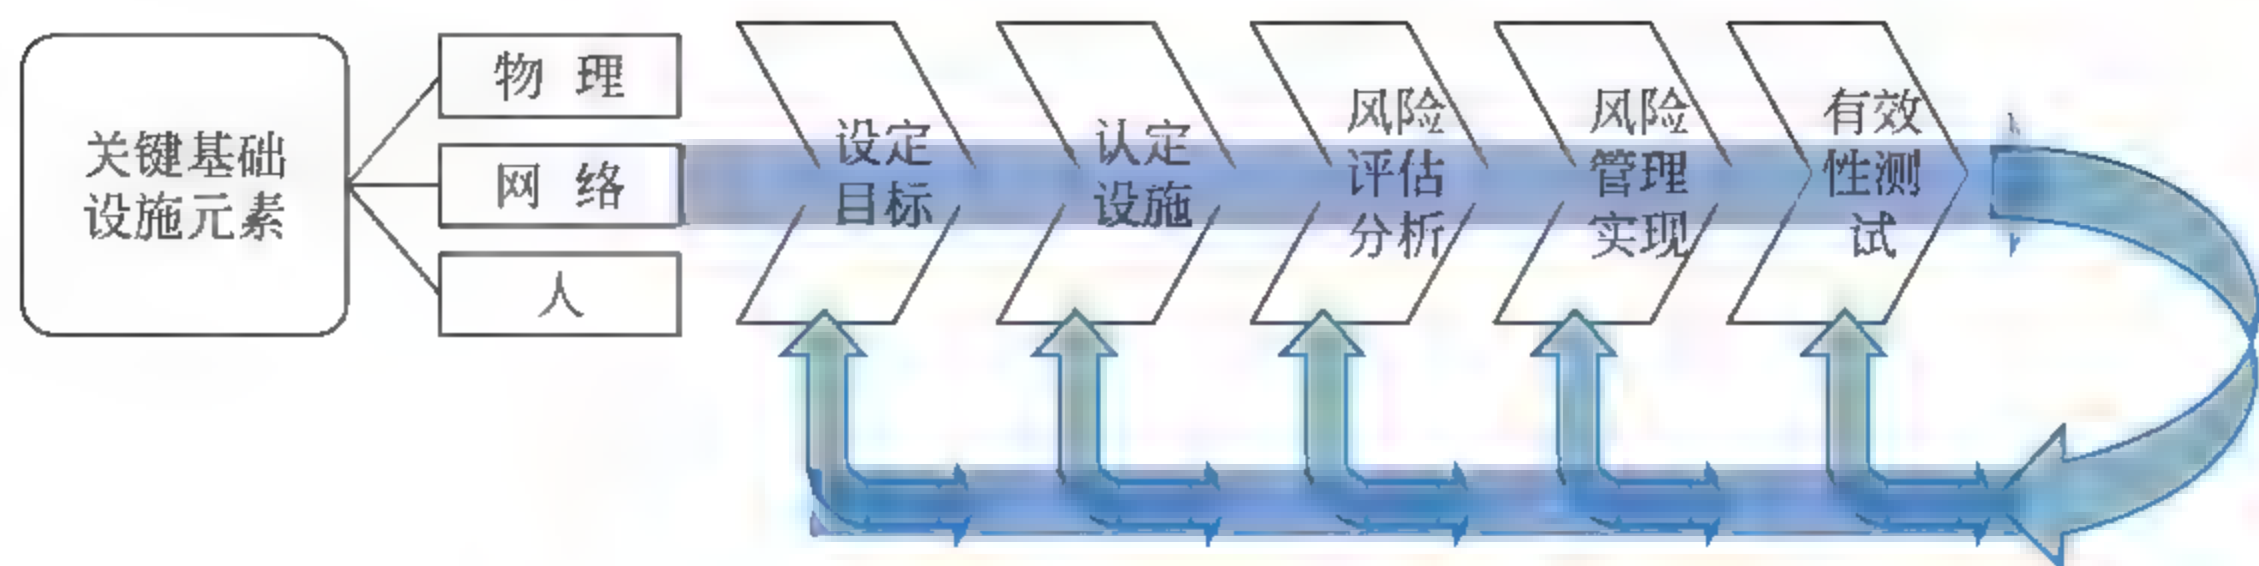 关键基础
设施元素
物理
网络
人
设定
目标
认定
设施
风险
评估
分析
风险
管理
实现
有效
性测
试